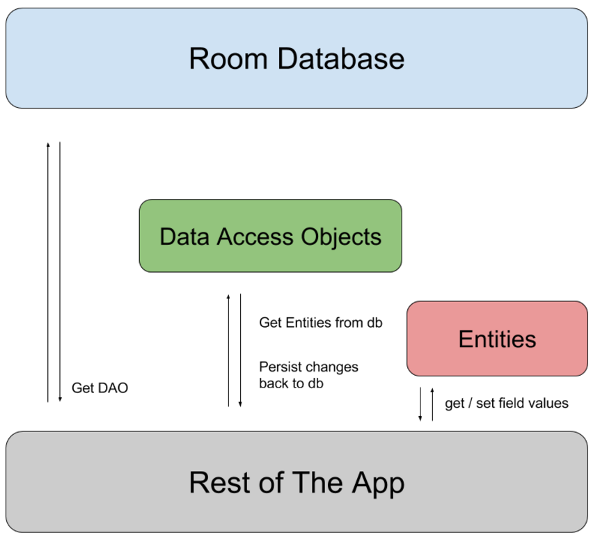 Room Database
Data Access Objects
Get Entities from db
Persist changes
back to db
Entities
Get DAO
get / set field values
Rest of The App